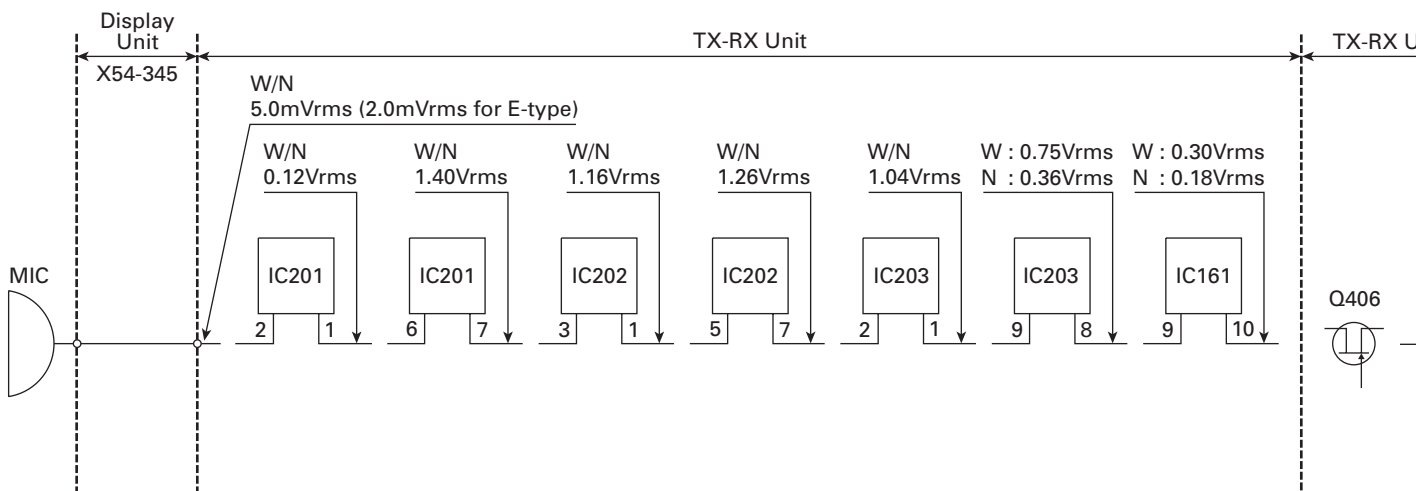 Display
Unit
X54-345
TX-RX Unit
TX-RX U
W/N
5.0mVrms (2.0mVrms for E-type)
W/N
0.12Vrms
W/N
1.40Vrms
W/N
1.16Vrms
W/N
1.26Vrms
W/N
1.04Vrms
W : 0.75Vrms
N : 0.36Vrms
W : 0.30Vrms
N : 0.18Vrms
MIC
IC201
IC201
IC202
IC202
IC203
IC203
IC161
Q406
2 1 6 7 3 1 5 7 2 1 9 8 9 10